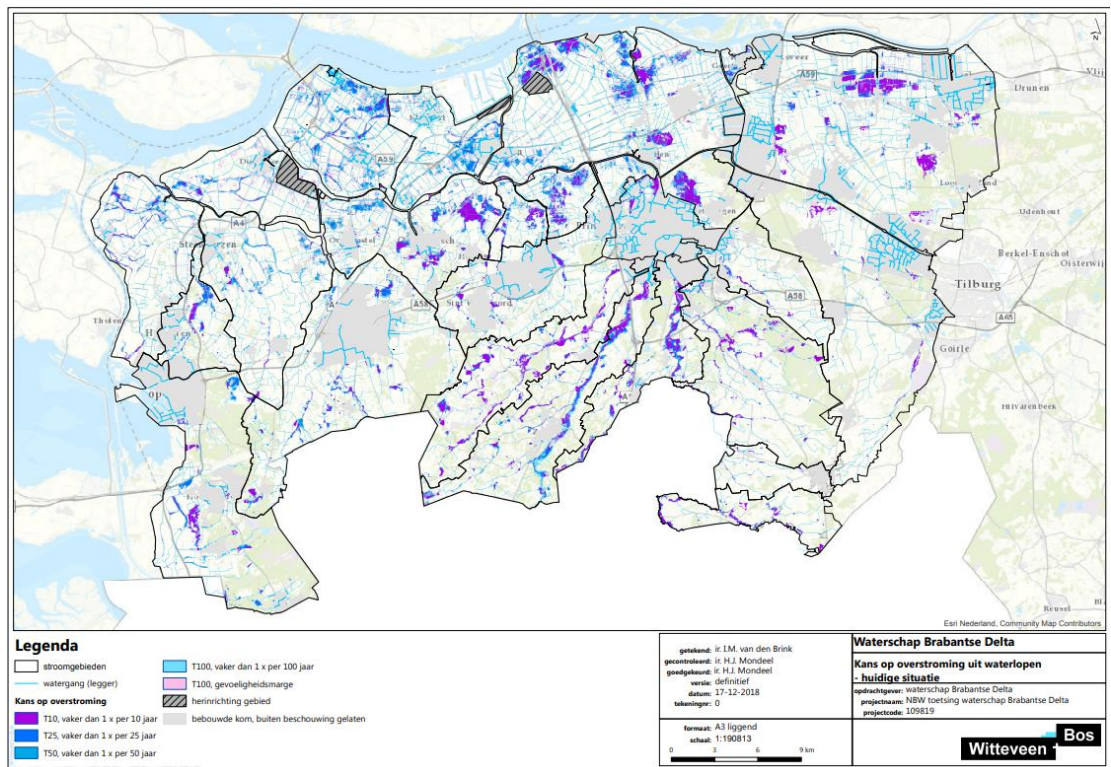 N
A59
Drunen
A59
Udenhout
Berkel-Enschot
Oisterwij
Tilburg
A58
A58
A65
Goirle
Hilvarenbeek
Reusel
Esri Nederland, Community Map Contributors
Legenda
stroomgebieden
watergang (legger)
Kans op overstroming
T10, vaker dan 1 x per 10 jaar
T25, vaker dan 1 x per 25 jaar
T50, vaker dan 1 x per 50 jaar
T100, vaker dan 1 x per 100 jaar
T100, gevoeligheidsmarge
herinrichting gebied
bebouwde kom, buiten beschouwing gelaten
getekend: ir. I.M. van den Brink
gecontroleerd: ir. H.J. Mondeel
goedgekeurd: ir. H.J. Mondeel
versie: definitief
datum: 17-12-2018
tekeningnr: 0
formaat: A3 liggend
schaal: 1:190813
0 3 6 9 km
Waterschap Brabantse Delta
Kans op overstroming uit waterlopen
- huidige situatie
opdrachtgever: waterschap Brabantse Delta
projectnaam: NBW toetsing waterschap Brabantse Delta
projectcode: 109819
Witteveen + Bos